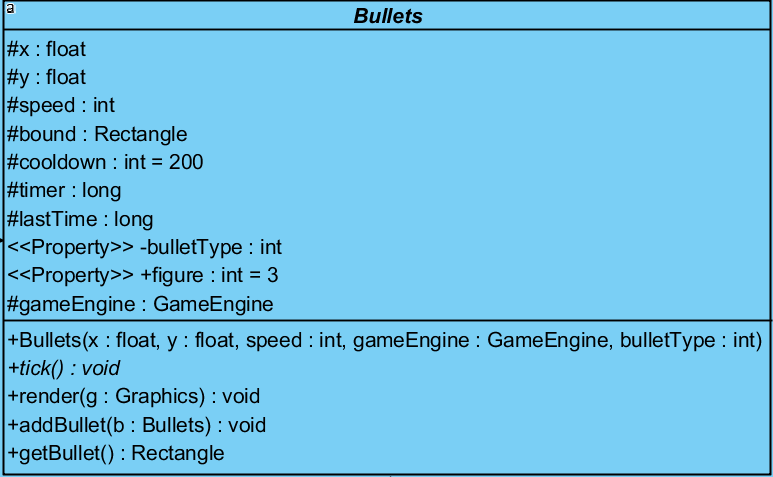 a
Bullets
#x : float
#y : float
#speed : int
#bound : Rectangle
#cooldown : int = 200
#timer : long
#lastTime : long
<<Property>> -bulletType : int
<<Property>> +figure : int = 3
#gameEngine : GameEngine
+Bullets(x : float, y : float, speed : int, gameEngine : GameEngine, bulletType : int)
+tick() : void
+render(g : Graphics) : void
+addBullet(b : Bullets) : void
+getBullet() : Rectangle